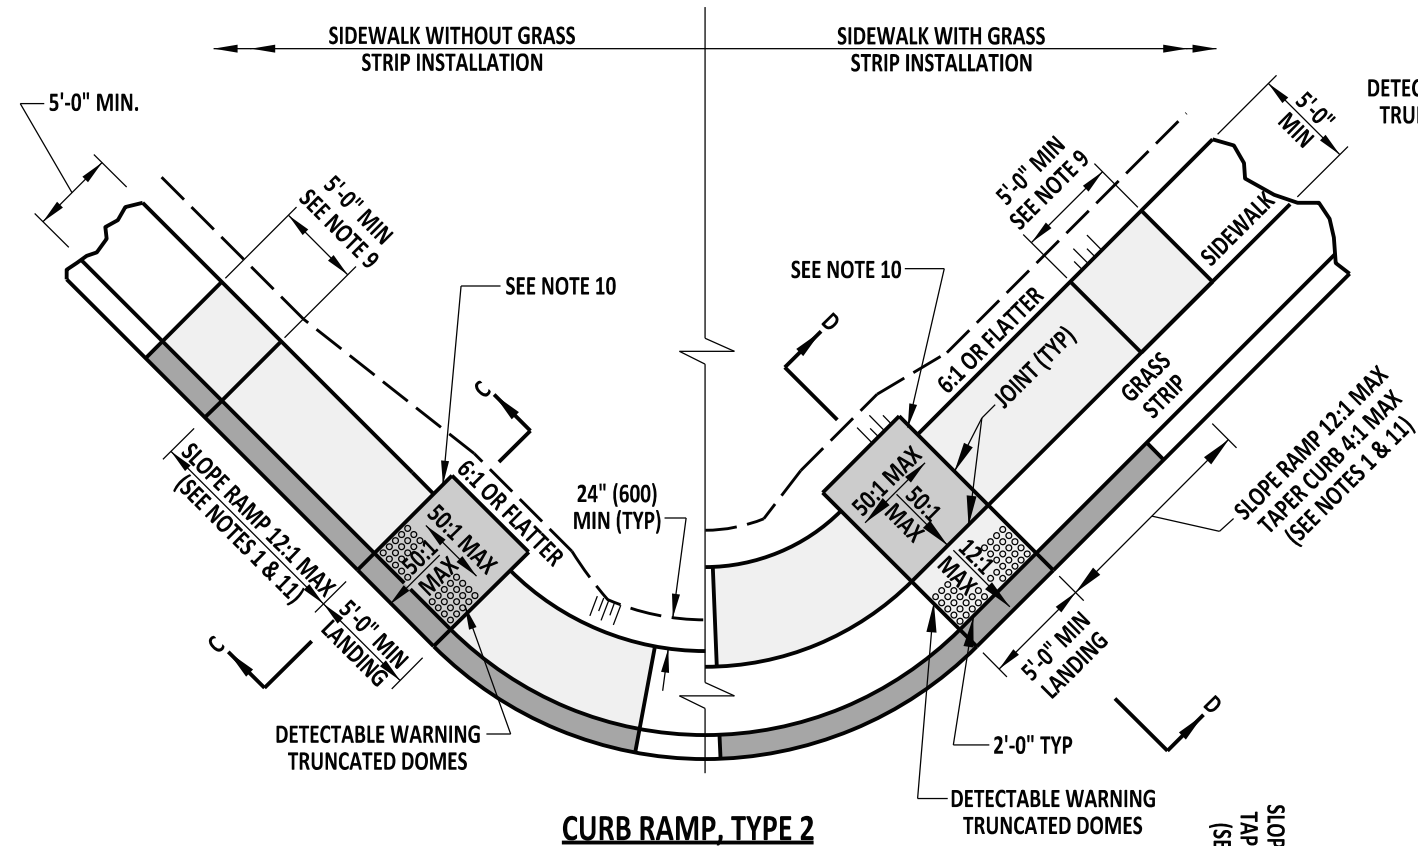 SIDEWALK WITHOUT GRASS
STRIP INSTALLATION
SIDEWALK WITH GRASS
STRIP INSTALLATION
5'-0" MIN.
5'-0" MIN
SEE NOTE 9
SEE NOTE 10
C
6:1 OR FLATTER
24" (600)
MIN (TYP)
SLOPE RAMP 12:1 MAX
(SEE NOTES 1 & 11)
50:1 MAX
50:1
MAX
5'-0" MIN
LANDING
C
DETECTABLE WARNING
TRUNCATED DOMES
5'-0"
MIN
5'-0" MIN
SEE NOTE 9
SIDEWALK
SEE NOTE 10
D
6:1 OR FLATTER
JOINT (TYP)
GRASS
STRIP
50:1 MAX
50:1
MAX
12:1
MAX
SLOPE RAMP 12:1 MAX
TAPER CURB 4:1 MAX
(SEE NOTES 1 & 11)
5'-0" MIN
LANDING
D
2'-0" TYP
DETECTABLE WARNING
TRUNCATED DOMES
CURB RAMP, TYPE 2
DETEC
TRU
SLOP
TAP
(SE